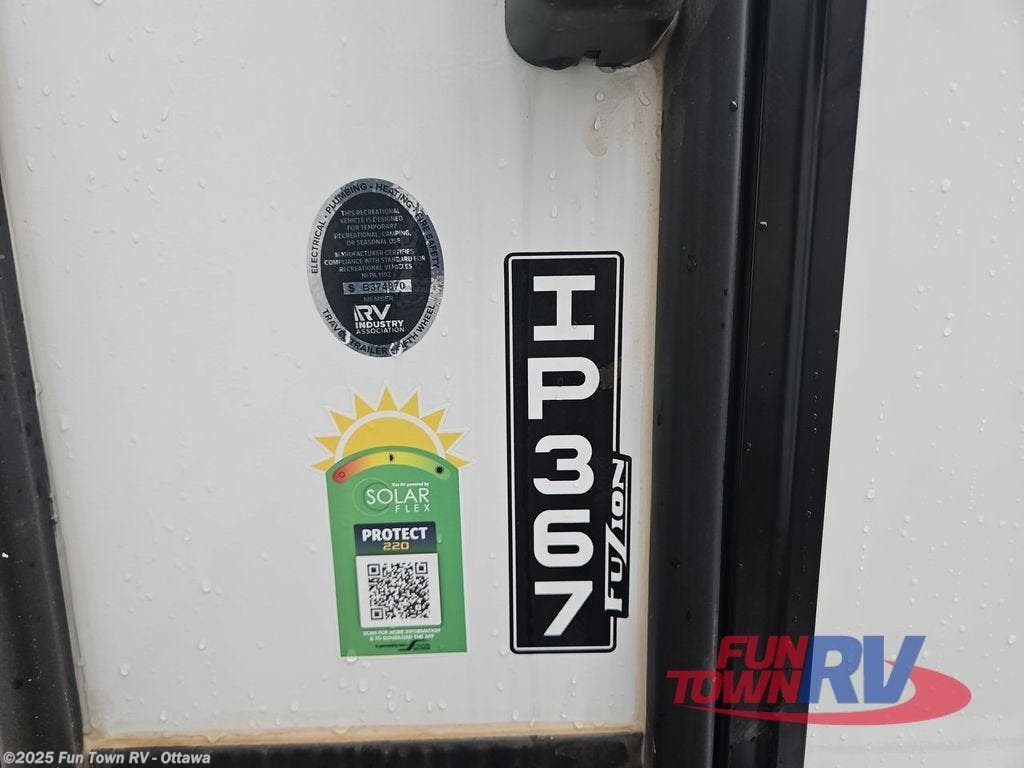 ELECTRICAL · PLUMBING · HEATING · FIRE SAFETY
THIS RECREATIONAL
VEHICLE IS DESIGNED
FOR TEMPORARY
RECREATIONAL, CAMPING,
OR SEASONAL USE
MANUFACTURER CERTIFIES
COMPLIANCE WITH STANDARD FOR
RECREATIONAL VEHICLES
NFPA 1192
S B374870
MEMBER
RV
INDUSTRY
ASSOCIATION
TRAVEL TRAILER FIFTH WHEEL
This RV powered by
SOLAR
FLEX
PROTECT
220
SCAN FOR MORE INFORMATION
& TO DOWNLOAD THE APP
IP367
FUZION
FUN
TOWN
RV
©2025 Fun Town RV - Ottawa